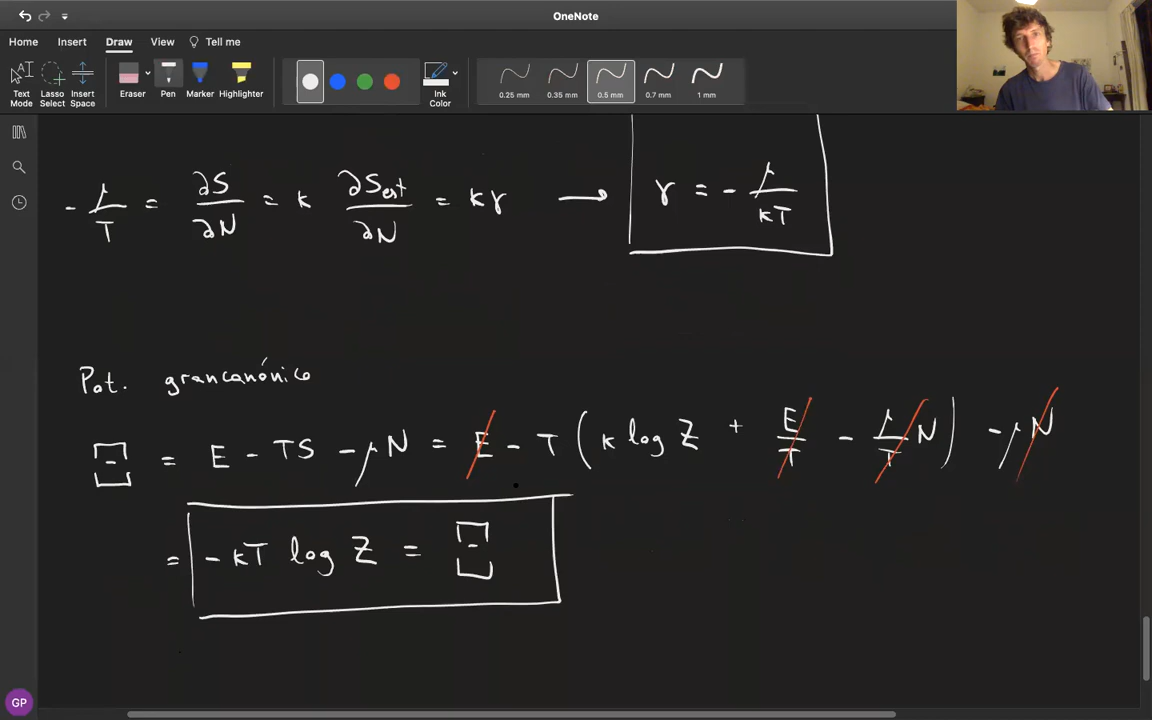 OneNote
Home Insert Draw View Tell me
Text Mode Lasso Select Insert Space Eraser Pen Marker Highlighter Ink Color 0.25 mm 0.35 mm 0.5 mm 0.7 mm 1 mm
- μ/T = ∂S/∂N = k ∂S_est/∂N = kγ → γ = - μ/kT
Pot. grancanónico
Ξ = E - TS - μN = E - T (k log Z + E/T - μ/T N) - μN
= - kT log Z = Ξ
GP